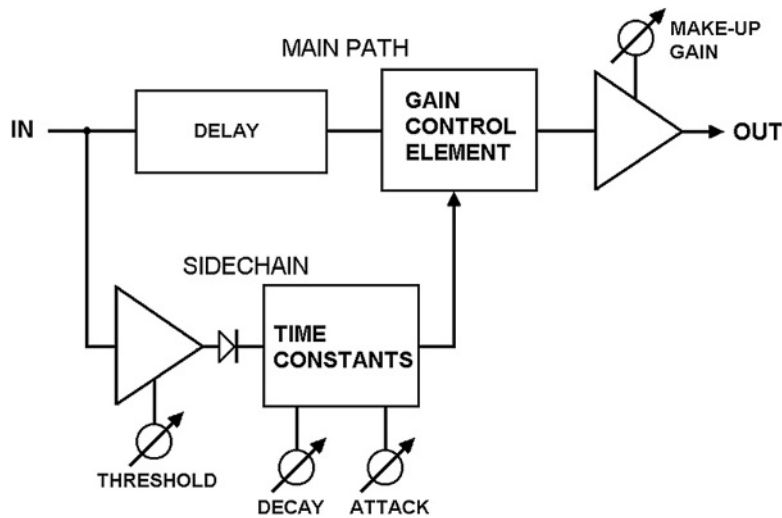 MAIN PATH
MAKE-UP
GAIN
IN
DELAY
GAIN
CONTROL
ELEMENT
OUT
SIDECHAIN
TIME
CONSTANTS
THRESHOLD
DECAY
ATTACK